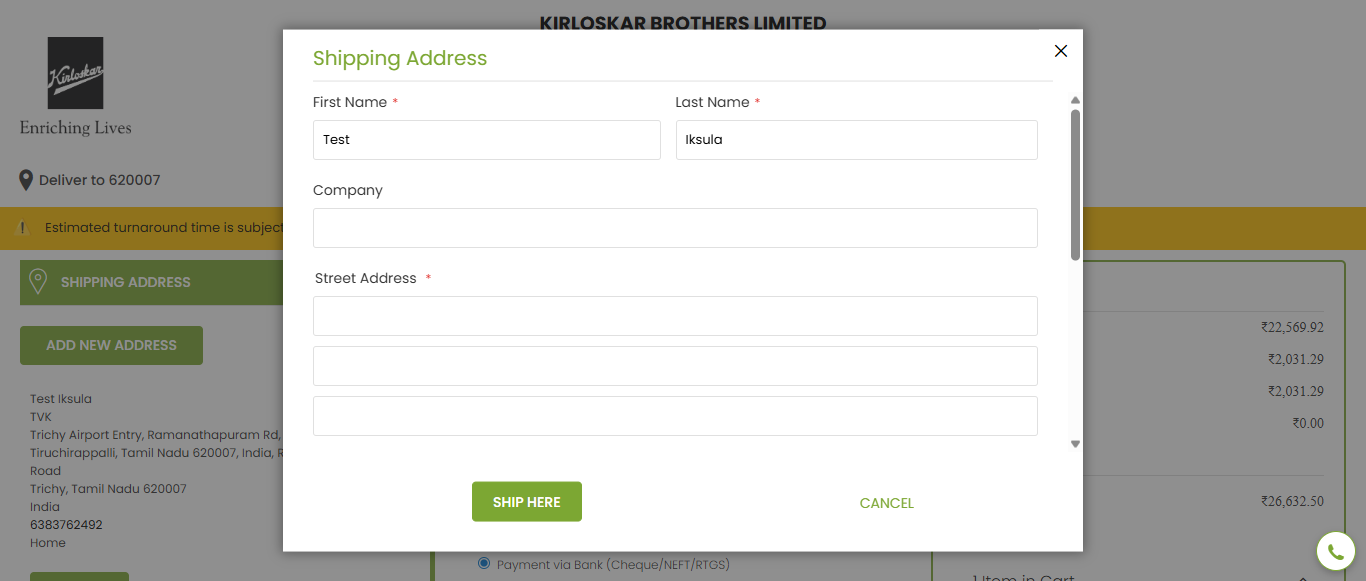 KIRLOSKAR BROTHERS LIMITED
Kirloskar
Enriching Lives
Deliver to 620007
Estimated turnaround time is subject
SHIPPING ADDRESS
ADD NEW ADDRESS
Test Iksula
TVK
Trichy Airport Entry, Ramanathapuram Rd,
Tiruchirappalli, Tamil Nadu 620007, India, R
Road
Trichy, Tamil Nadu 620007
India
6383762492
Home
Shipping Address
First Name *
Last Name *
Test
Iksula
Company
Street Address *
SHIP HERE
CANCEL
Payment via Bank (Cheque/NEFT/RTGS)
₹22,569.92
₹2,031.29
₹2,031.29
₹0.00
₹26,632.50
1 Item in Cart